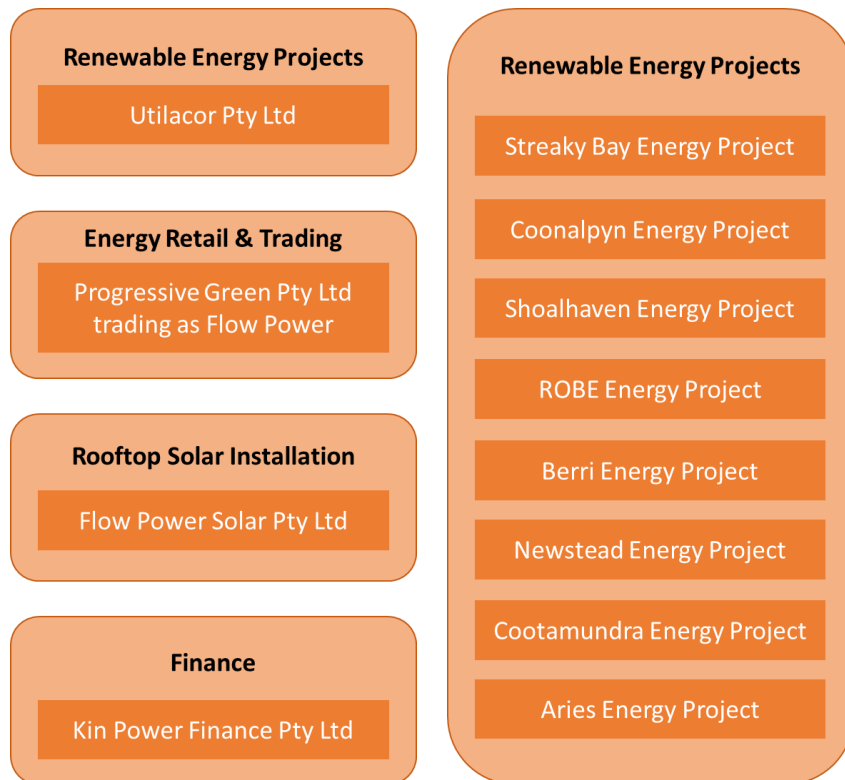 Renewable Energy Projects
Utilacor Pty Ltd
Energy Retail & Trading
Progressive Green Pty Ltd
trading as Flow Power
Rooftop Solar Installation
Flow Power Solar Pty Ltd
Finance
Kin Power Finance Pty Ltd
Renewable Energy Projects
Streaky Bay Energy Project
Coonalpyn Energy Project
Shoalhaven Energy Project
ROBE Energy Project
Berri Energy Project
Newstead Energy Project
Cootamundra Energy Project
Aries Energy Project